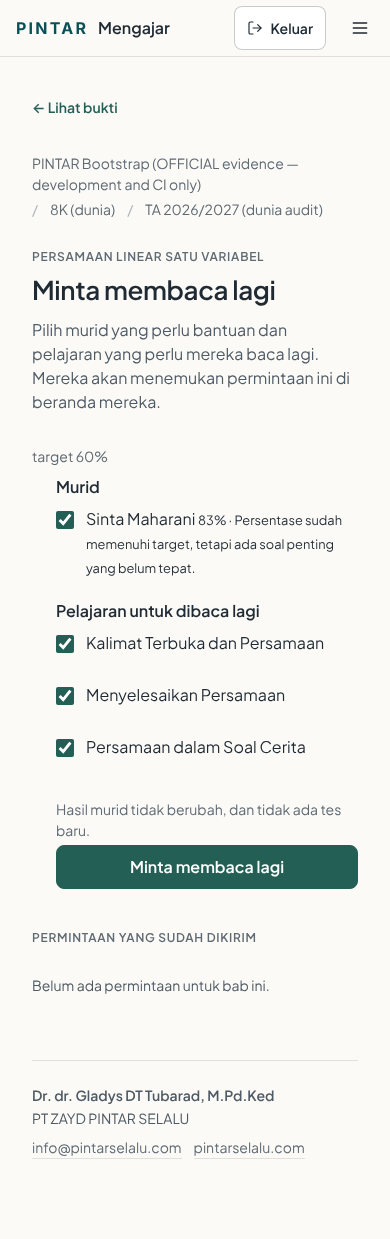 PINTAR Mengajar
Keluar
← Lihat bukti
PINTAR Bootstrap (OFFICIAL evidence —
development and CI only)
/ 8K (dunia) / TA 2026/2027 (dunia audit)
PERSAMAAN LINEAR SATU VARIABEL
Minta membaca lagi
Pilih murid yang perlu bantuan dan
pelajaran yang perlu mereka baca lagi.
Mereka akan menemukan permintaan ini di
beranda mereka.
target 60%
Murid
Sinta Maharani 83% · Persentase sudah
memenuhi target, tetapi ada soal penting
yang belum tepat.
Pelajaran untuk dibaca lagi
Kalimat Terbuka dan Persamaan
Menyelesaikan Persamaan
Persamaan dalam Soal Cerita
Hasil murid tidak berubah, dan tidak ada tes
baru.
Minta membaca lagi
PERMINTAAN YANG SUDAH DIKIRIM
Belum ada permintaan untuk bab ini.
Dr. dr. Gladys DT Tubarad, M.Pd.Ked
PT ZAYD PINTAR SELALU
info@pintarselalu.com pintarselalu.com